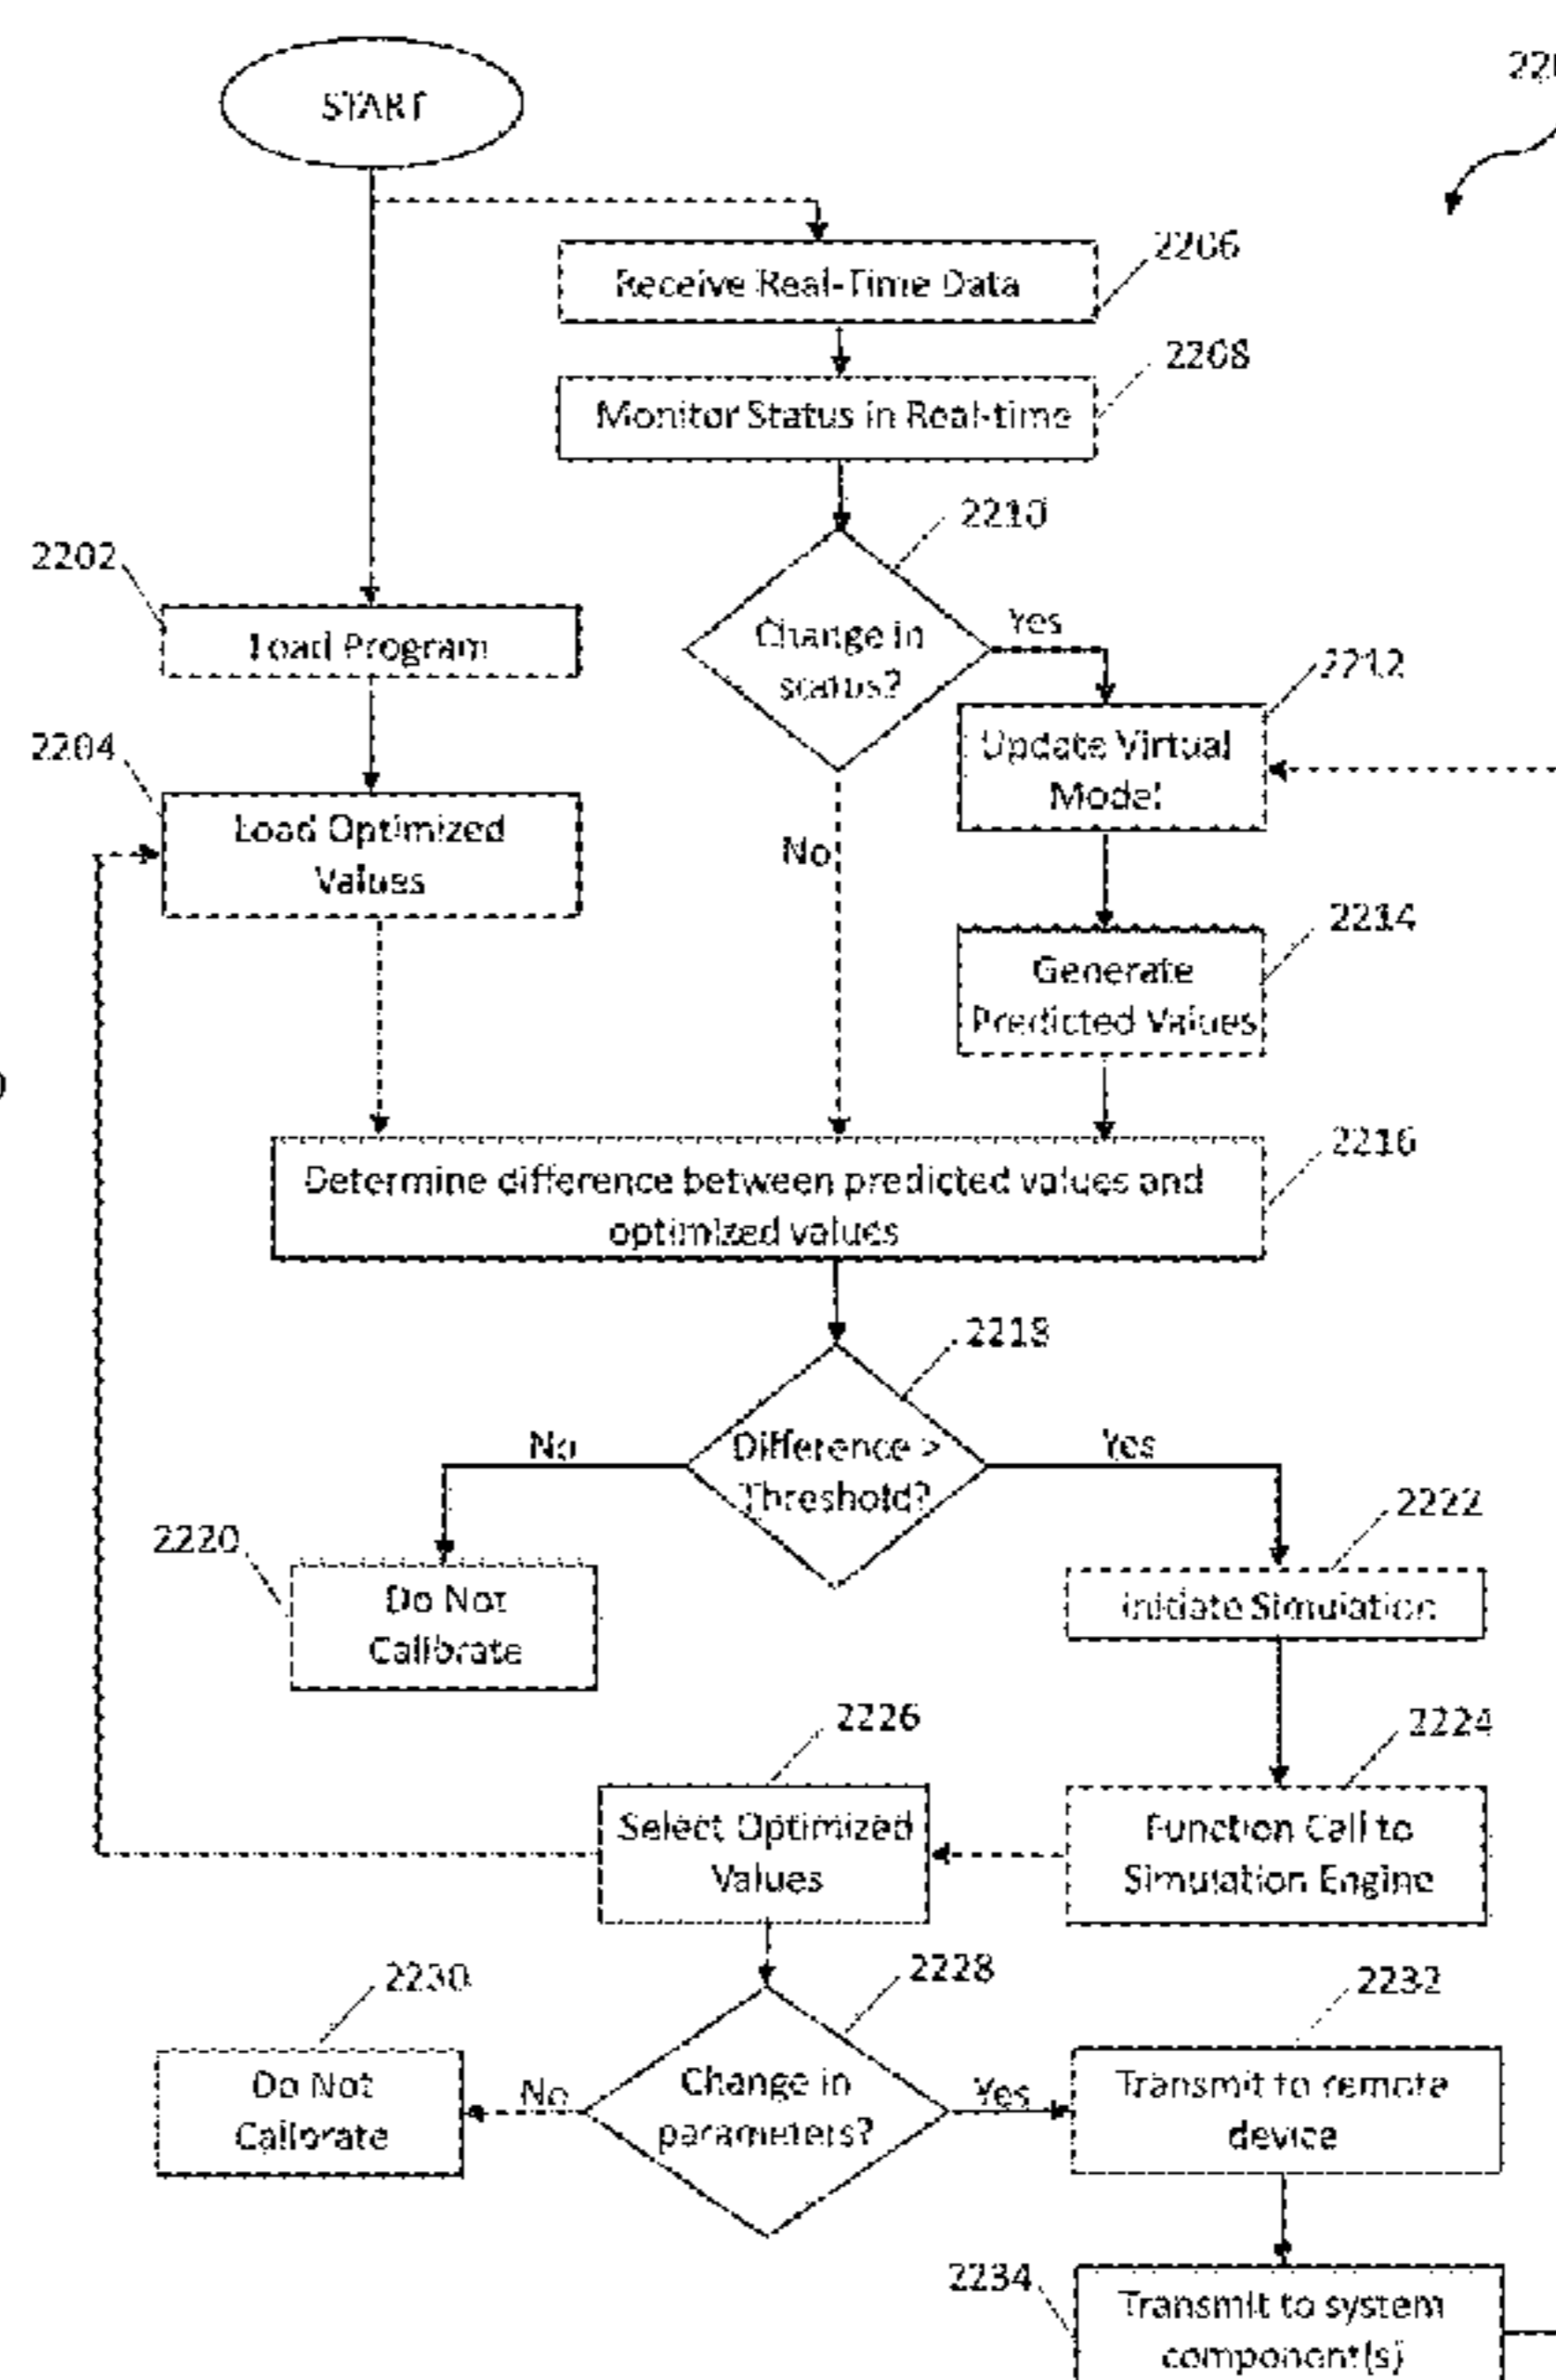 START
2206
Receive Real-Time Data
2208
Monitor Status in Real-time
2210
Change in
status?
Yes
No
2202
Load Program
2204
Load Optimized
Values
2212
Update Virtual
Model
2214
Generate
Predicted Values
2216
Determine difference between predicted values and
optimized values
2218
Difference >
Threshold?
No
Yes
2220
Do Not
Calibrate
2222
Initiate Simulation
2224
Function Call to
Simulation Engine
2226
Select Optimized
Values
2228
Change in
parameters?
No
Yes
2230
Do Not
Calibrate
2232
Transmit to remote
device
2234
Transmit to system
component(s)